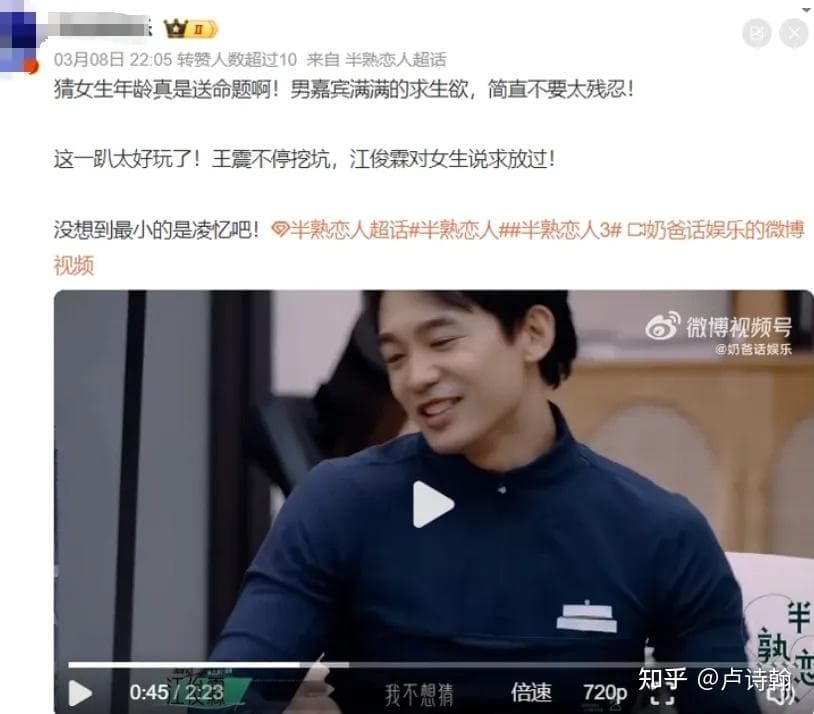 II
03月08日 22:05 转赞人数超过10 来自 半熟恋人超话
猜女生年龄真是送命题啊！男嘉宾满满的求生欲，简直不要太残忍！
这一趴太好玩了！王震不停挖坑，江俊霖对女生说求放过！
没想到最小的是凌忆吧！半熟恋人超话#半熟恋人##半熟恋人3# 奶爸话娱乐的微博
视频
微博视频号
@奶爸话娱乐
半熟恋
0:45 / 2:23
江俊霖
我不想猜
倍速
720p
知乎 @卢诗翰